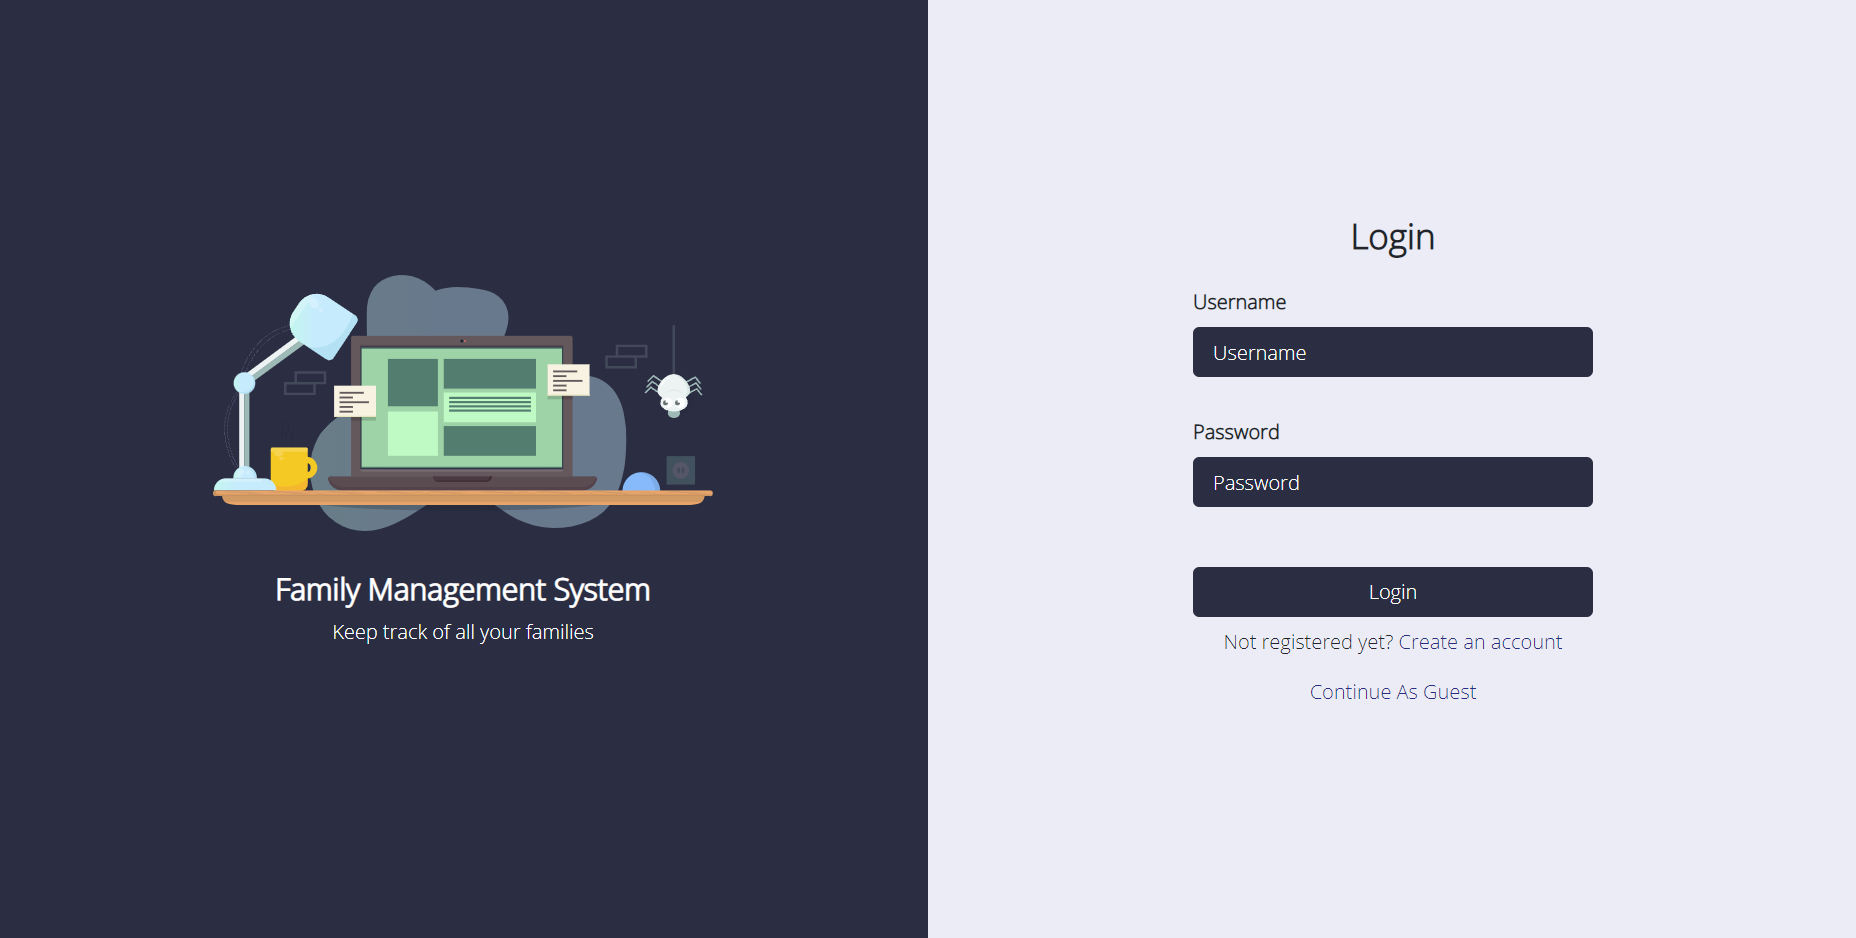 Family Management System
Keep track of all your families
Login
Username
Username
Password
Password
Login
Not registered yet? Create an account
Continue As Guest